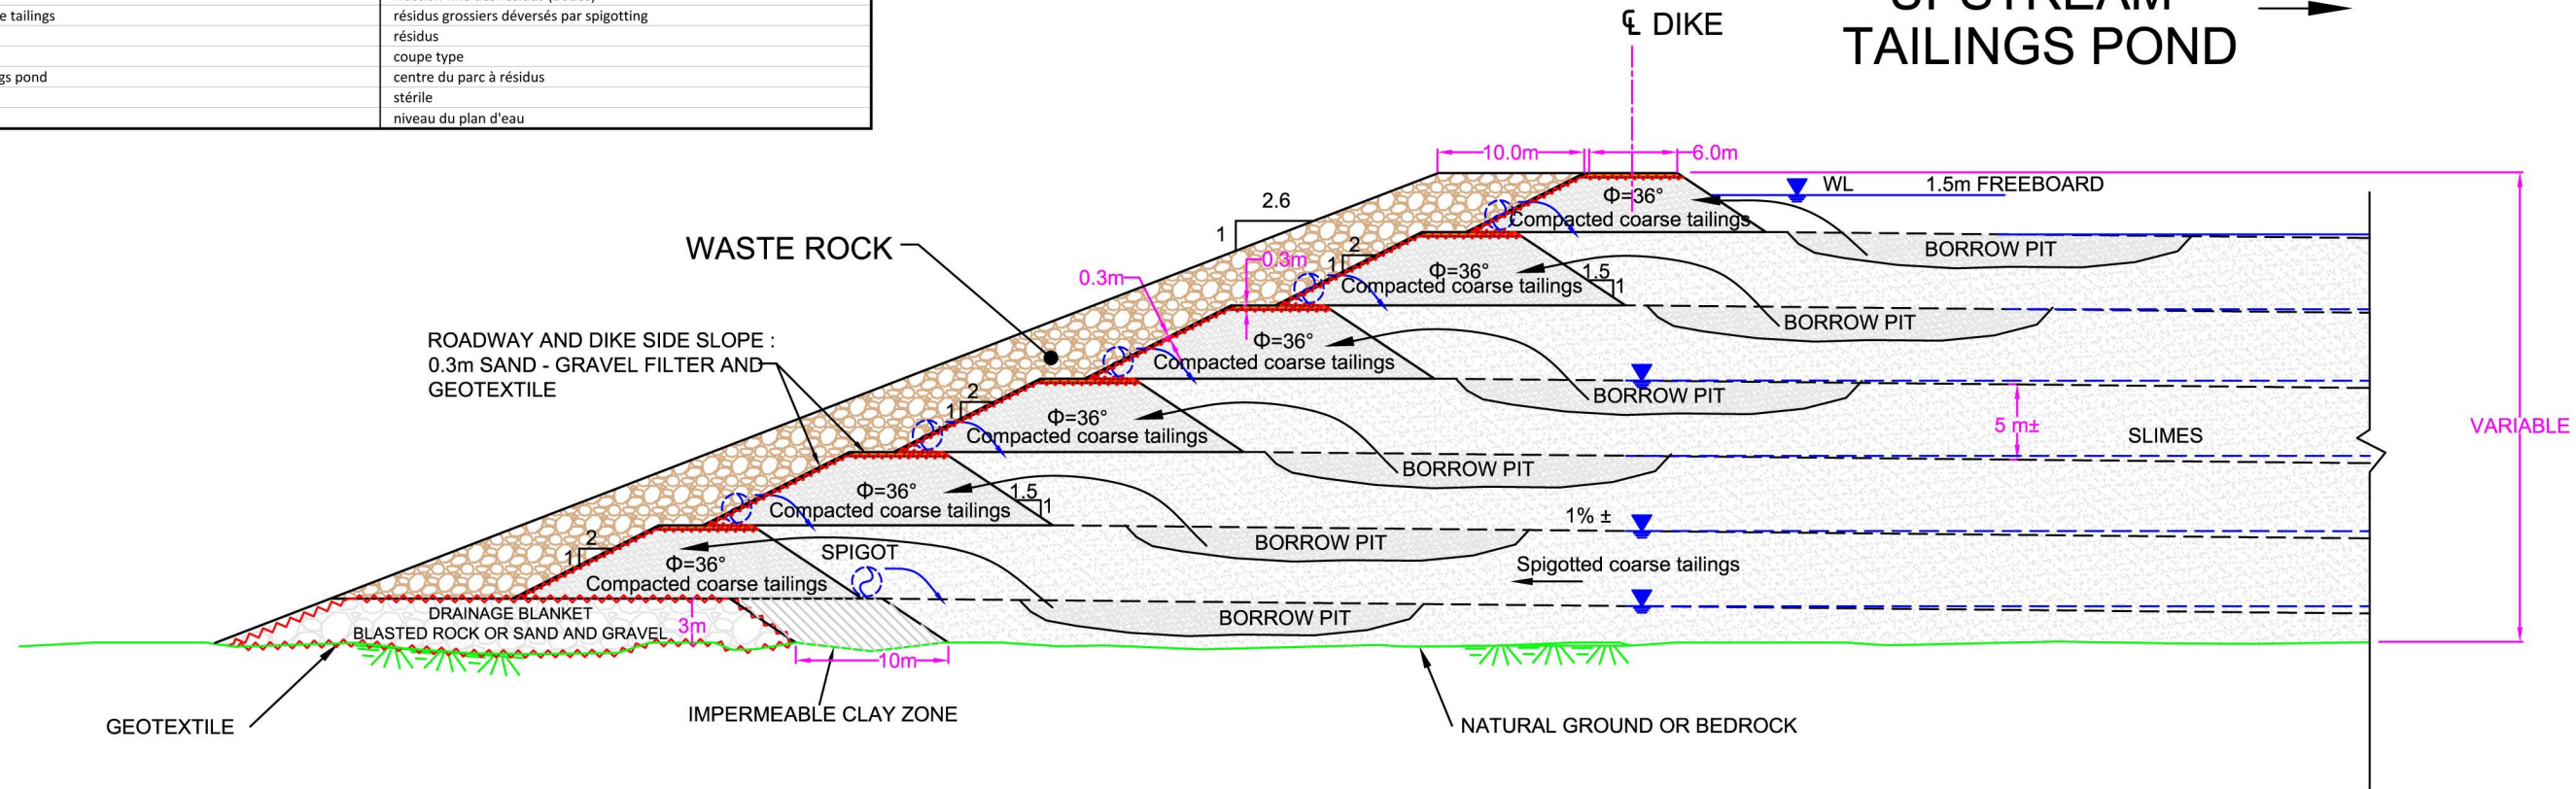 e tailings
résidus grossiers déversés par spigotting
résidus
coupe type
gs pond
centre du parc à résidus
stérile
niveau du plan d'eau
℄ DIKE
UPSTREAM
TAILINGS POND
10.0m
6.0m
WL
1.5m FREEBOARD
Φ=36°
Compacted coarse tailings
2.6
1
WASTE ROCK
BORROW PIT
2
1
0.3m
0.3m
Φ=36°
Compacted coarse tailings
1.5
1
BORROW PIT
ROADWAY AND DIKE SIDE SLOPE :
0.3m SAND - GRAVEL FILTER AND
GEOTEXTILE
Φ=36°
Compacted coarse tailings
BORROW PIT
2
1
Φ=36°
Compacted coarse tailings
5 m±
SLIMES
VARIABLE
BORROW PIT
Φ=36°
Compacted coarse tailings
1.5
1
1% ±
BORROW PIT
2
1
SPIGOT
Φ=36°
Compacted coarse tailings
Spigotted coarse tailings
DRAINAGE BLANKET
BLASTED ROCK OR SAND AND GRAVEL
3m
BORROW PIT
10m
GEOTEXTILE
IMPERMEABLE CLAY ZONE
NATURAL GROUND OR BEDROCK